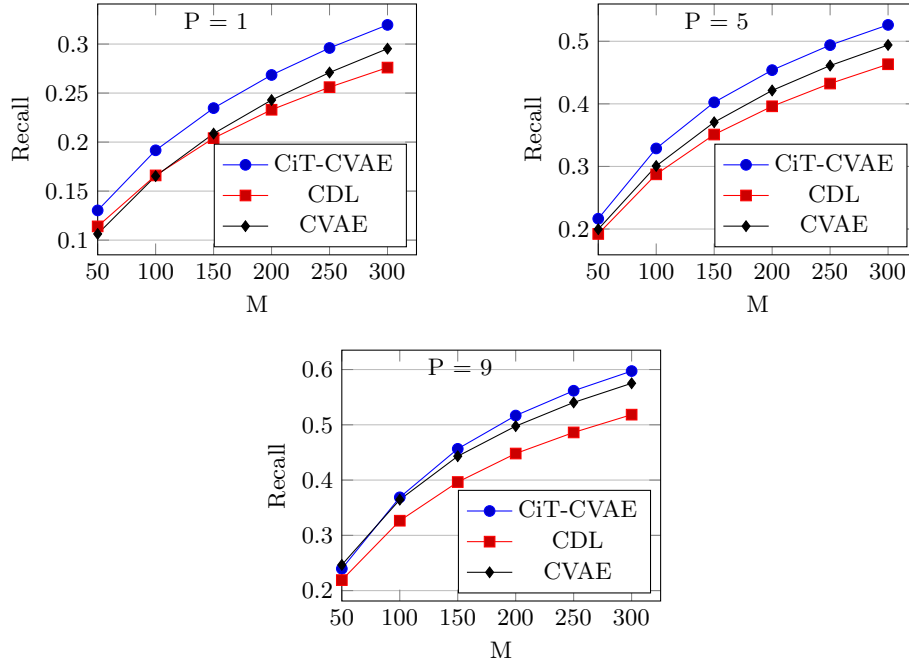 P = 1
0.3
0.25
0.2
0.15
0.1
Recall
CiT-CVAE
CDL
CVAE
50 100 150 200 250 300
M
P = 5
0.5
0.4
0.3
0.2
Recall
CiT-CVAE
CDL
CVAE
50 100 150 200 250 300
M
P = 9
0.6
0.5
0.4
0.3
0.2
Recall
CiT-CVAE
CDL
CVAE
50 100 150 200 250 300
M